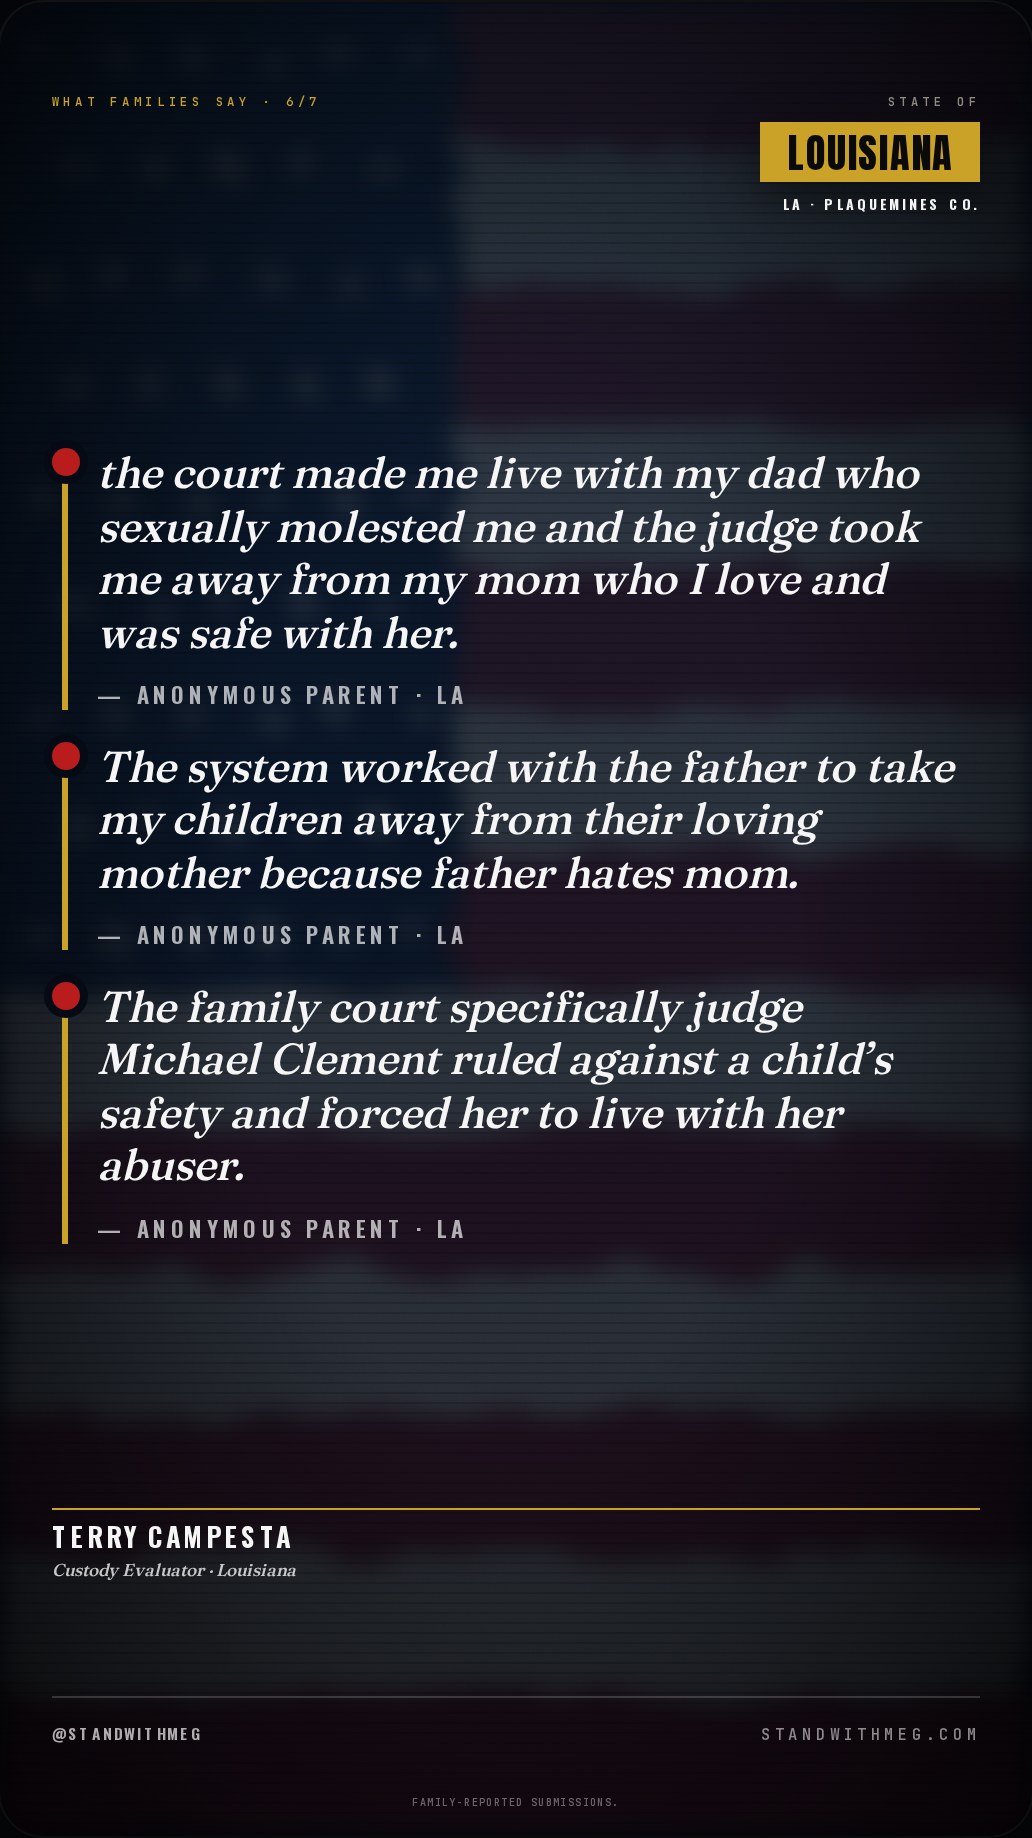 WHAT FAMILIES SAY · 6/7
STATE OF
LOUISIANA
LA · PLAQUEMINES CO.
the court made me live with my dad who
sexually molested me and the judge took
me away from my mom who I love and
was safe with her.
— ANONYMOUS PARENT · LA
The system worked with the father to take
my children away from their loving
mother because father hates mom.
— ANONYMOUS PARENT · LA
The family court specifically judge
Michael Clement ruled against a child’s
safety and forced her to live with her
abuser.
— ANONYMOUS PARENT · LA
TERRY CAMPESTA
Custody Evaluator · Louisiana
@STANDWITHMEG
STANDWITHMEG.COM
FAMILY-REPORTED SUBMISSIONS.